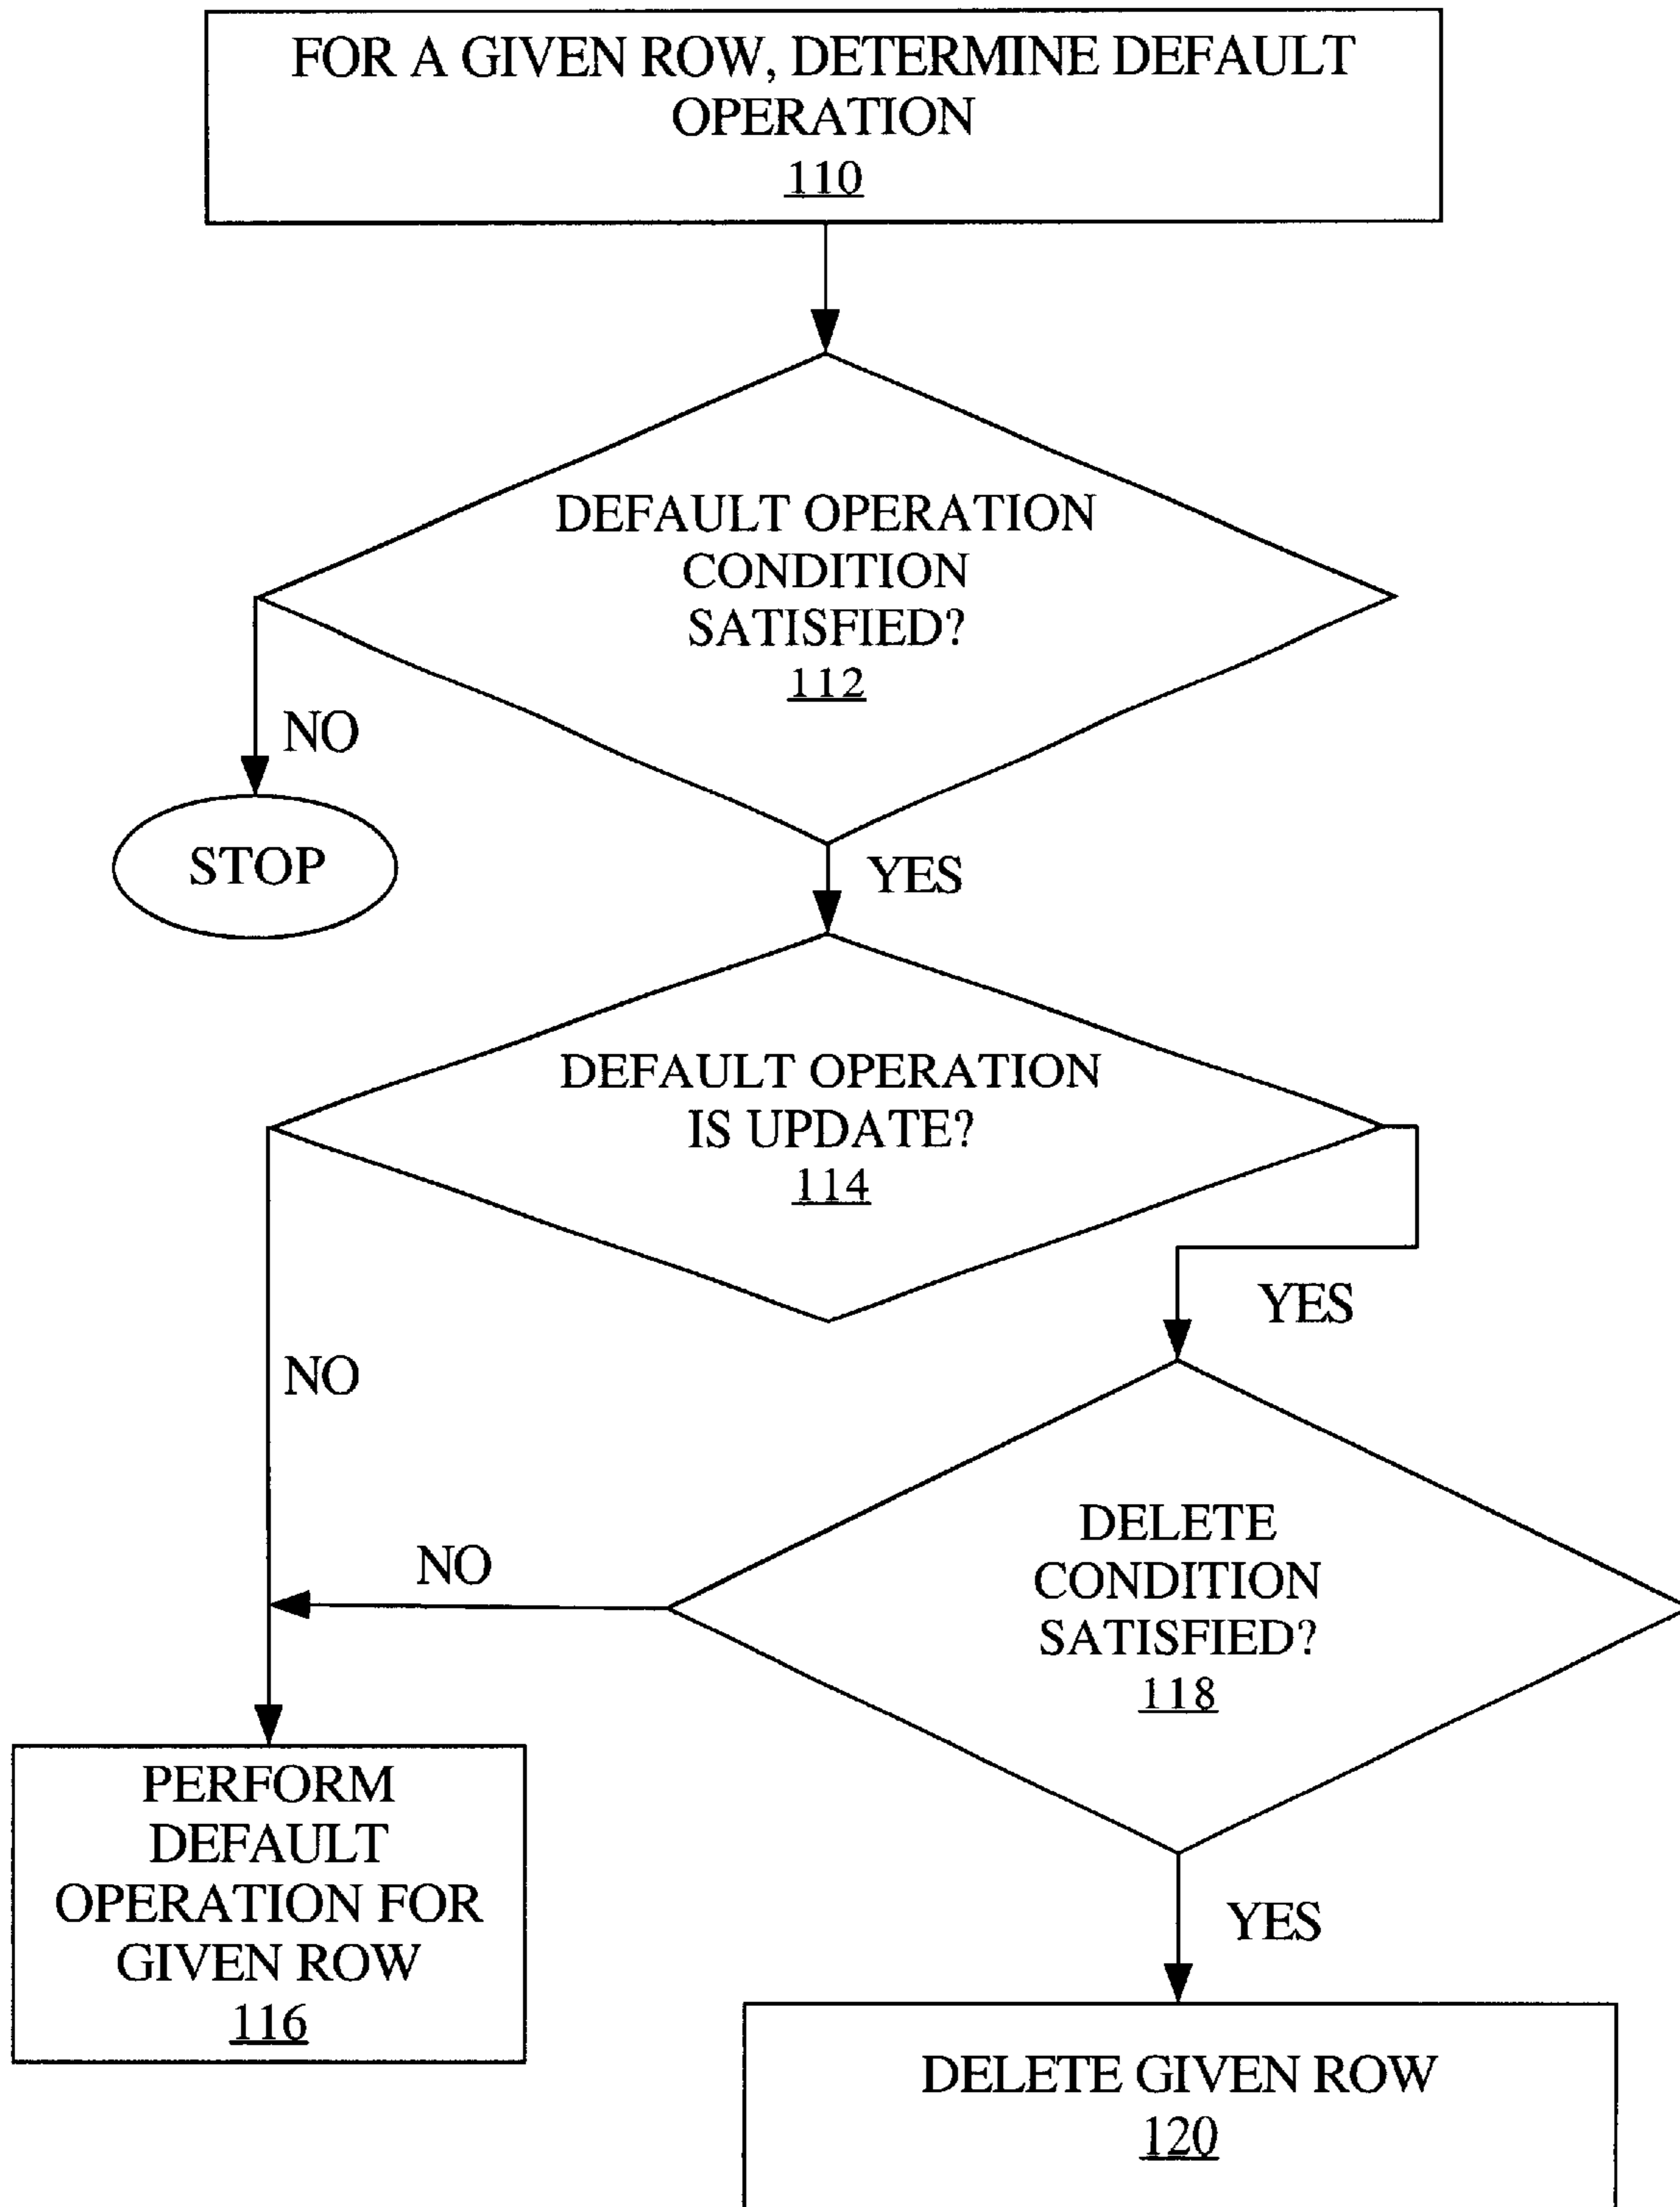 FOR A GIVEN ROW, DETERMINE DEFAULT
OPERATION
110
DEFAULT OPERATION
CONDITION
SATISFIED?
112
NO
STOP
YES
DEFAULT OPERATION
IS UPDATE?
114
YES
NO
DELETE
CONDITION
SATISFIED?
118
NO
PERFORM
DEFAULT
OPERATION FOR
GIVEN ROW
116
YES
DELETE GIVEN ROW
120